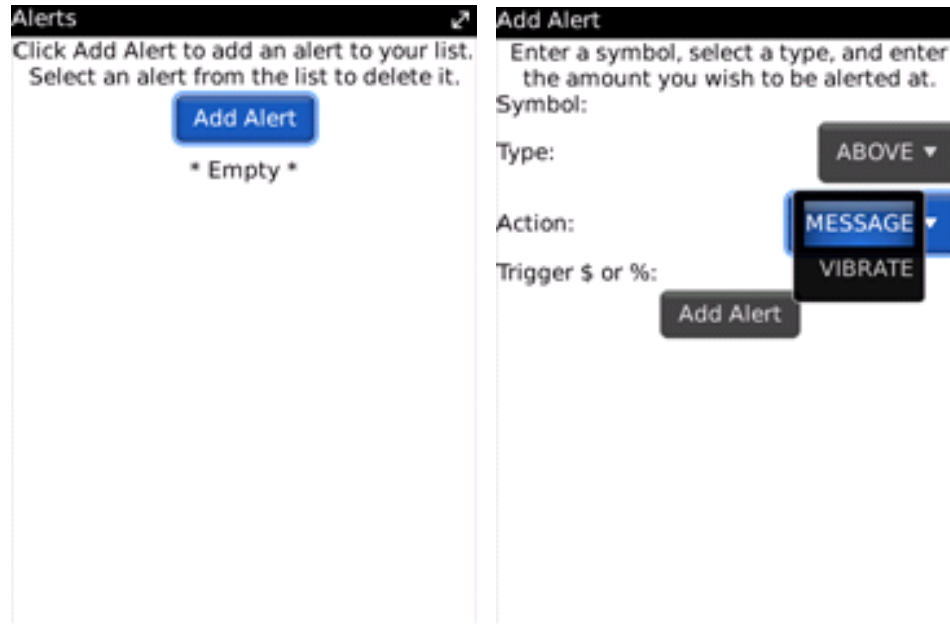 Alerts
Click Add Alert to add an alert to your list.
Select an alert from the list to delete it.
Add Alert
* Empty *
Add Alert
Enter a symbol, select a type, and enter
the amount you wish to be alerted at.
Symbol:
Type:
ABOVE
Action:
MESSAGE
VIBRATE
Trigger $ or %:
Add Alert